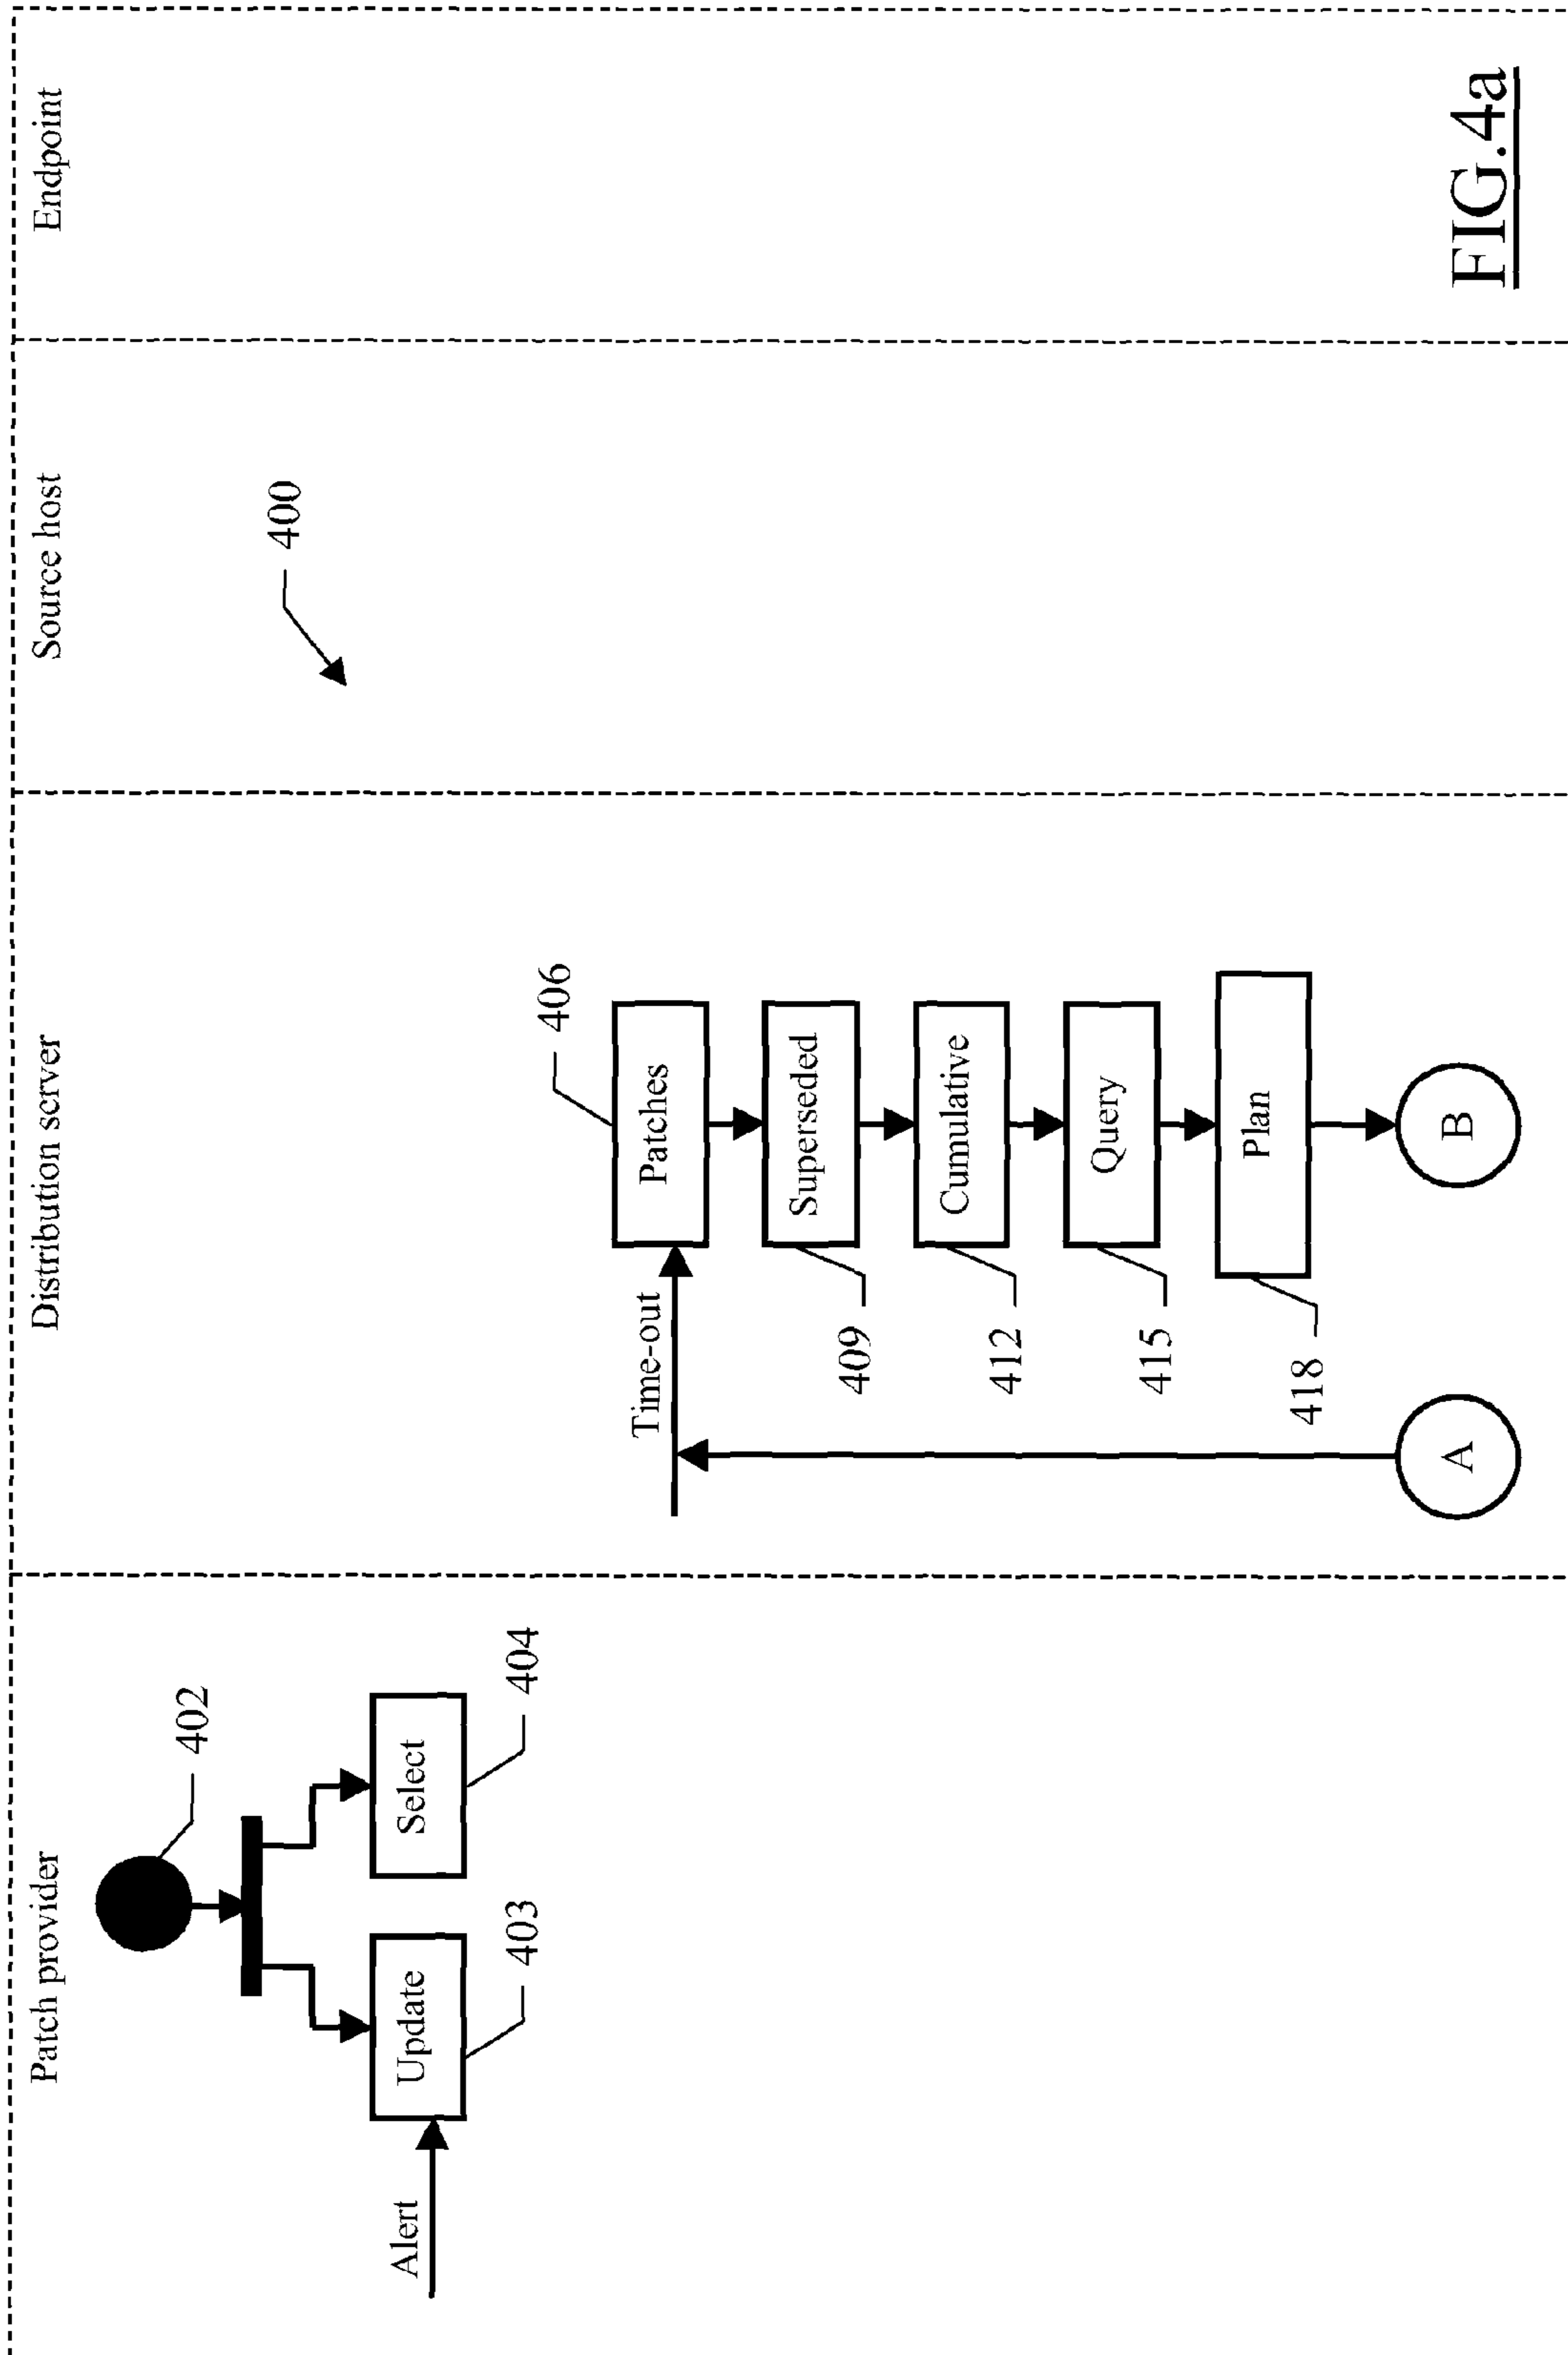 Patch provider
Distribution server
Source host
Endpoint
402
400
Alert
Update
Select
403
404
Time-out
Patches
406
Superseded
409
Cumulative
412
Query
415
Plan
418
A
B
FIG.4a